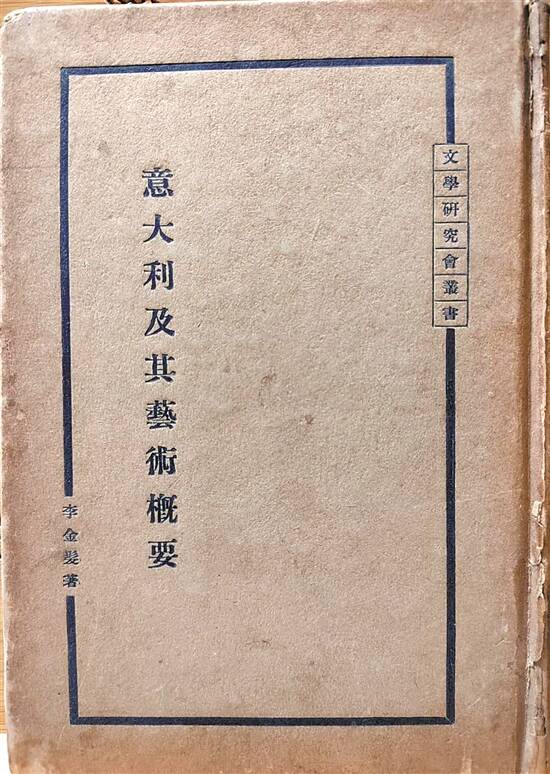 文學研究會叢書
意大利及其藝術概要
李金髮著